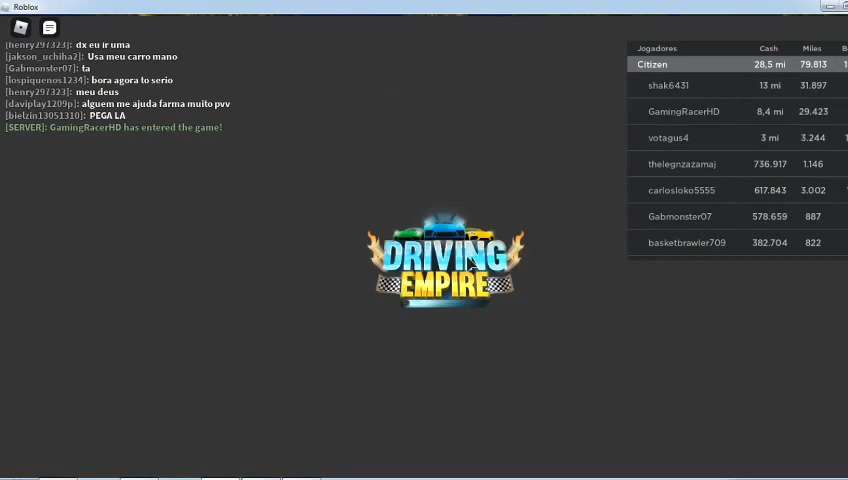 Roblox
[henry297323]: dx eu ir uma
[jakson_uchiha2]: Usa meu carro mano
[Gabmonster07]: ta
[lospiquenos1234]: bora agora to serio
[henry297323]: meu deus
[daviplay1209p]: alguem me ajuda farma muito pvv
[bielzin13051310]: PEGA LA
[SERVER]: GamingRacerHD has entered the game!
Jogadores Cash Miles
Citizen 28,5 mi 79.813
shak6431 13 mi 31.897
GamingRacerHD 8,4 mi 29.423
votagus4 3 mi 3.244
thelegnzazamaj 736.917 1.146
carlosloko5555 617.843 3.002
Gabmonster07 578.659 887
basketbrawler709 382.704 822
DRIVING
EMPIRE